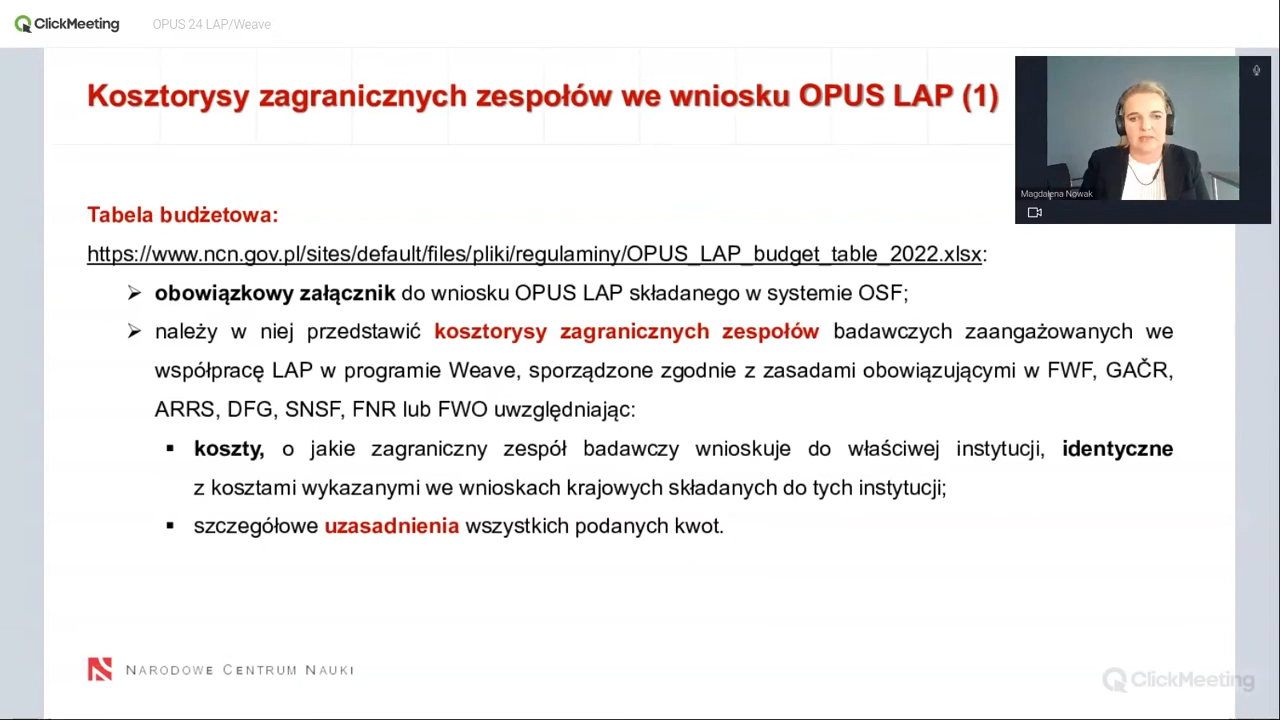 ClickMeeting
OPUS 24 LAP/Weave
Kosztorysy zagranicznych zespołów we wniosku OPUS LAP (1)
Magdalena Nowak
Tabela budżetowa:
https://www.ncn.gov.pl/sites/default/files/pliki/regulaminy/OPUS_LAP_budget_table_2022.xlsx:
➢ obowiązkowy załącznik do wniosku OPUS LAP składanego w systemie OSF;
➢ należy w niej przedstawić kosztorysy zagranicznych zespołów badawczych zaangażowanych we
współpracę LAP w programie Weave, sporządzone zgodnie z zasadami obowiązującymi w FWF, GAČR,
ARRS, DFG, SNSF, FNR lub FWO uwzględniając:
▪ koszty, o jakie zagraniczny zespół badawczy wnioskuje do właściwej instytucji, identyczne
z kosztami wykazanymi we wnioskach krajowych składanych do tych instytucji;
▪ szczegółowe uzasadnienia wszystkich podanych kwot.
NARODOWE CENTRUM NAUKI
ClickMeeting